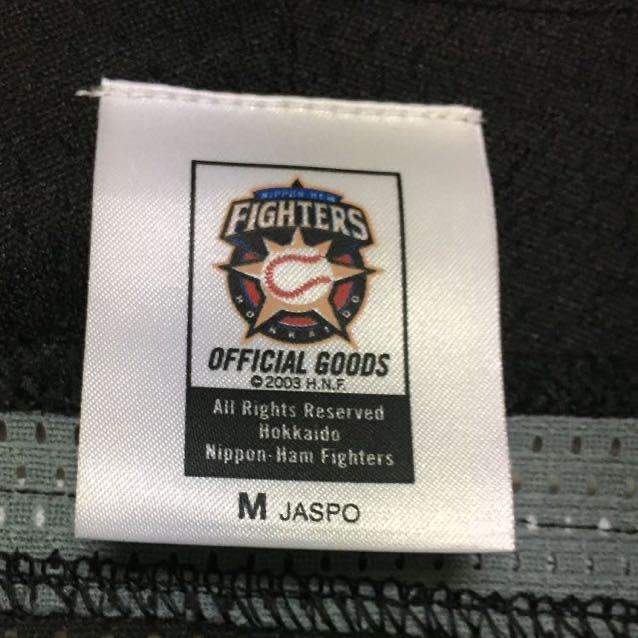 NIPPON-HAM
FIGHTERS
HOKKAIDO
OFFICIAL GOODS
© 2003 H.N.F.
All Rights Reserved
Hokkaido
Nippon-Ham Fighters
M JASPO